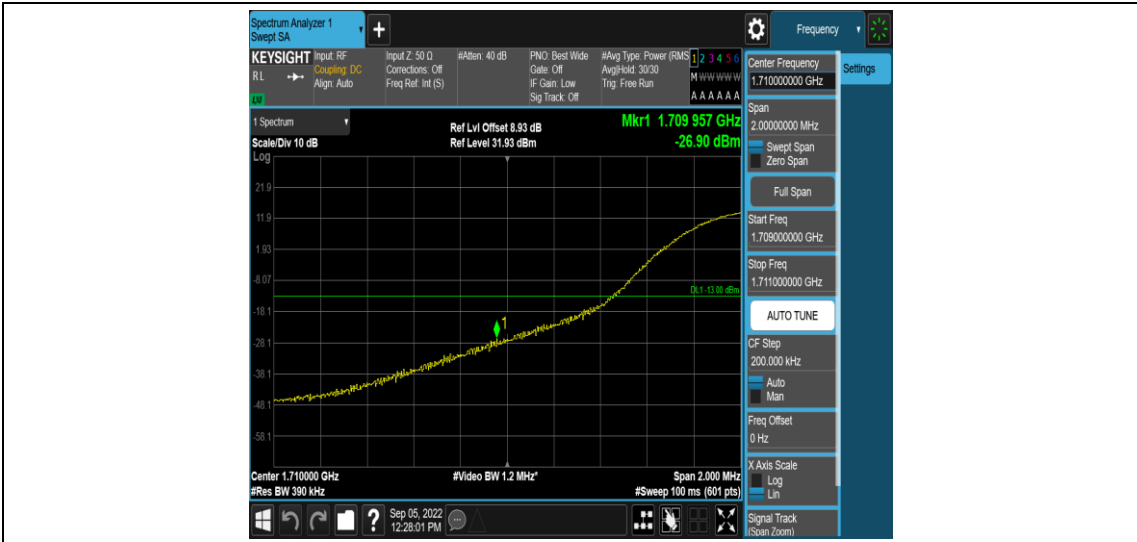 Spectrum Analyzer 1
Swept SA
+
Frequency
KEYSIGHT
RL
LXI
Input: RF
Coupling: DC
Align: Auto
Input Z: 50 Ω
Corrections: Off
Freq Ref: Int (S)
#Atten: 40 dB
PNO: Best Wide
Gate: Off
IF Gain: Low
Sig Track: Off
#Avg Type: Power (RMS
Avg|Hold: 30/30
Trig: Free Run
1 2 3 4 5 6
M W W W W W
A A A A A A
1 Spectrum
Scale/Div 10 dB
Log
Ref Lvl Offset 8.93 dB
Ref Level 31.93 dBm
Mkr1 1.709 957 GHz
-26.90 dBm
21.9
11.9
1.93
-8.07
DL1 -13.00 dBm
-18.1
1
-28.1
-38.1
-48.1
-58.1
Center 1.710000 GHz
#Video BW 1.2 MHz*
Span 2.000 MHz
#Res BW 390 kHz
#Sweep 100 ms (601 pts)
Sep 05, 2022
12:28:01 PM
?
Center Frequency
1.710000000 GHz
Settings
Span
2.00000000 MHz
Swept Span
Zero Span
Full Span
Start Freq
1.709000000 GHz
Stop Freq
1.711000000 GHz
AUTO TUNE
CF Step
200.000 kHz
Auto
Man
Freq Offset
0 Hz
X Axis Scale
Log
Lin
Signal Track
(Span Zoom)